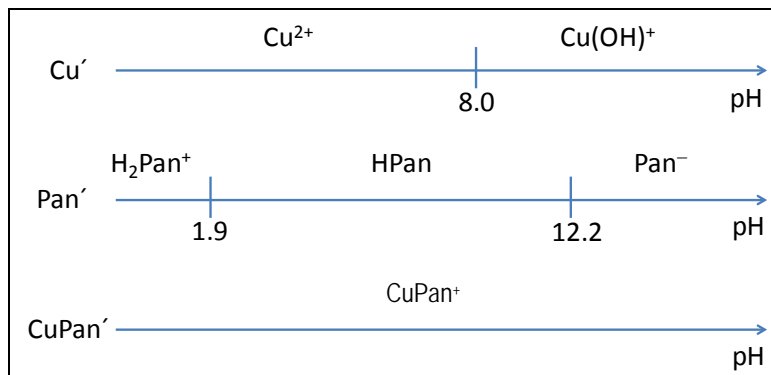 Cu²⁺ Cu(OH)⁺
Cu´
8.0 pH
H₂Pan⁺ HPan Pan⁻
Pan´
1.9 12.2 pH
CuPan⁺
CuPan´
pH